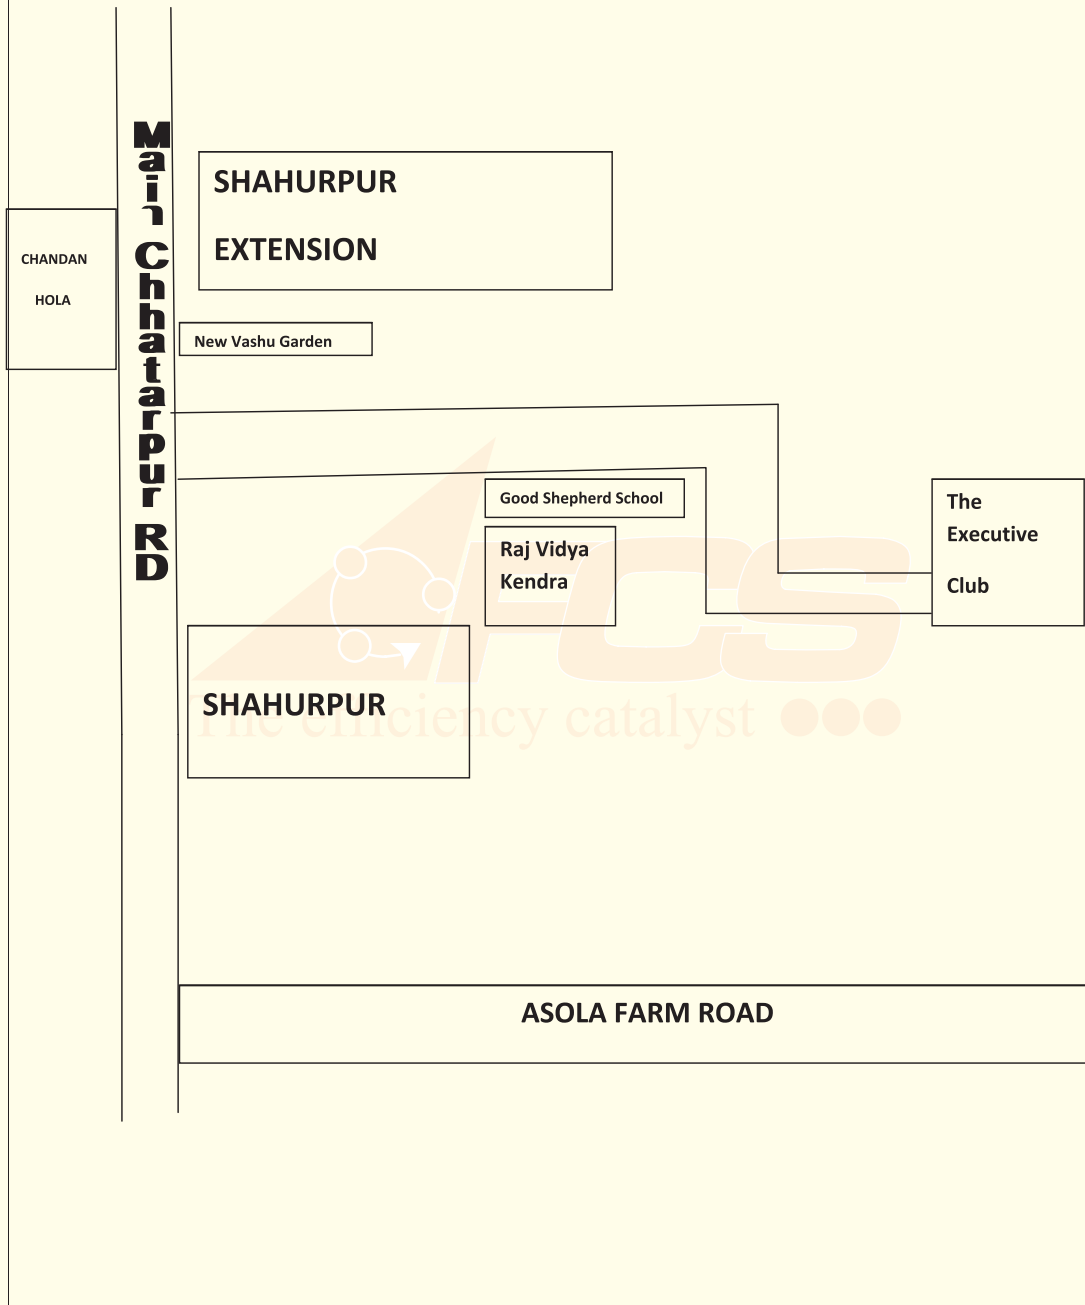 Main Chhatarpur RD
SHAHURPUR
EXTENSION
CHANDAN
HOLA
New Vashu Garden
Good Shepherd School
Raj Vidya
Kendra
The
Executive
Club
FCS
SHAHURPUR
The efficiency catalyst
ASOLA FARM ROAD